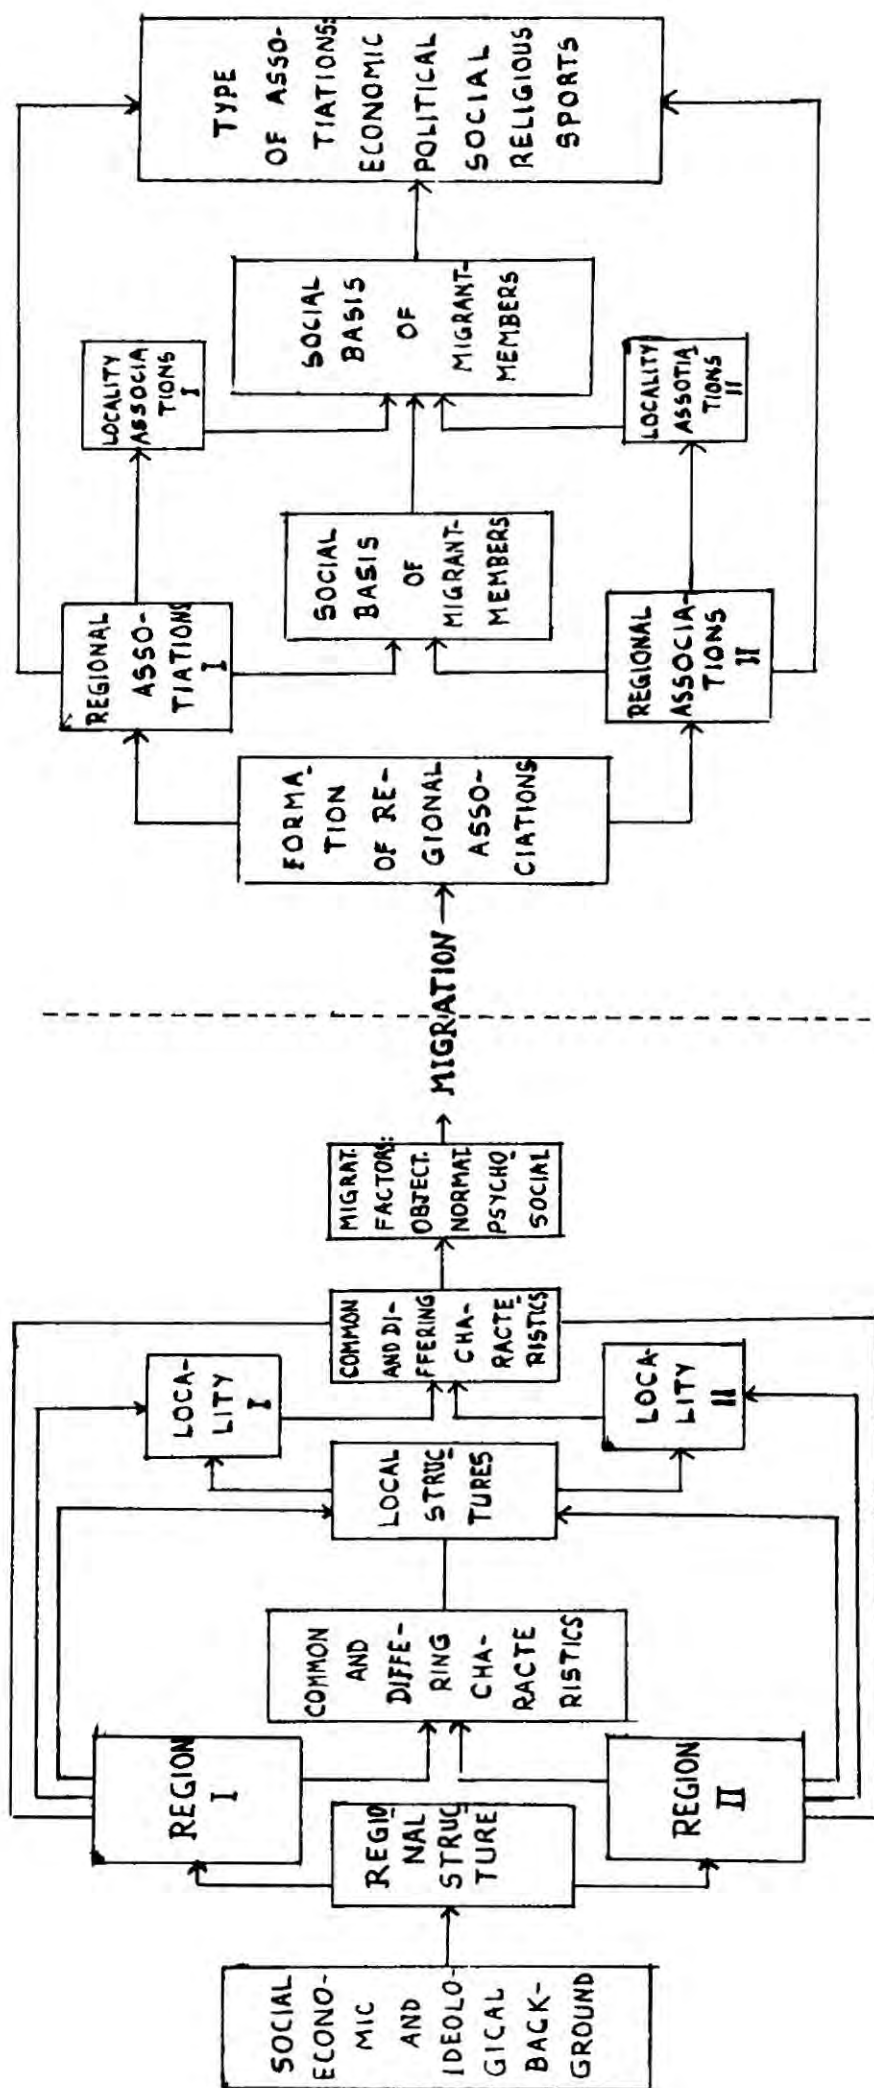 SOCIAL
ECONO-
MIC
AND
IDEOLO-
GICAL
BACK-
GROUND
REGIO
NAL
STRUC
TURE
REGION
I
REGION
II
COMMON
AND
DIFFE-
RING
CHA-
RACTE
RISTICS
LOCAL
STRUC
TURES
LOCA-
LITY
I
LOCA-
LITY
II
COMMON
AND DI-
FFERING
CHA-
RACTE-
RISTICS
MIGRAT.
FACTORS:
OBJECT.
NORMAT.
PSYCHO
SOCIAL
MIGRATION
FORMA-
TION
OF RE-
GIONAL
ASSO-
CIATIONS
REGIONAL
ASSO-
TIATIONS
I
REGIONAL
ASSOCIA-
TIONS
II
SOCIAL
BASIS
OF
MIGRANT-
MEMBERS
LOCALITY
ASSOCIA
TIONS
I
LOCALITY
ASSOTIA
TIONS
II
SOCIAL
BASIS
OF
MIGRANT-
MEMBERS
TYPE
OF ASSO-
TIATIONS:
ECONOMIC
POLITICAL
SOCIAL
RELIGIOUS
SPORTS